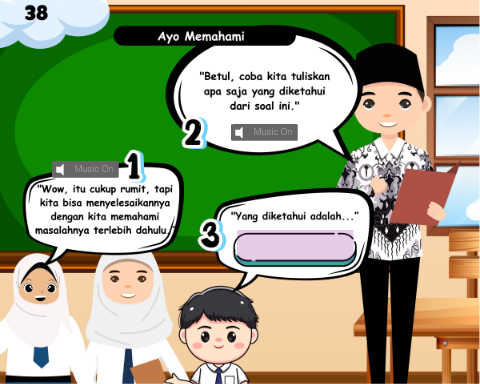 38
Ayo Memahami
"Betul, coba kita tuliskan
apa saja yang diketahui
dari soal ini."
2
Music On
Music On
1
"Wow, itu cukup rumit, tapi
kita bisa menyelesaikannya
dengan kita memahami
masalahnya terlebih dahulu."
3
"Yang diketahui adalah..."